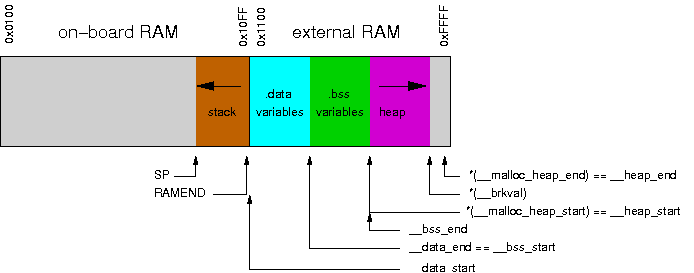 0x0100
on–board RAM
0x10FF
0x1100
external RAM
0xFFFF
stack
.data
variables
.bss
variables
heap
SP
RAMEND
*(__malloc_heap_end) == __heap_end
*(__brkval)
*(__malloc_heap_start) == __heap_start
__bss_end
__data_end == __bss_start
__data_start